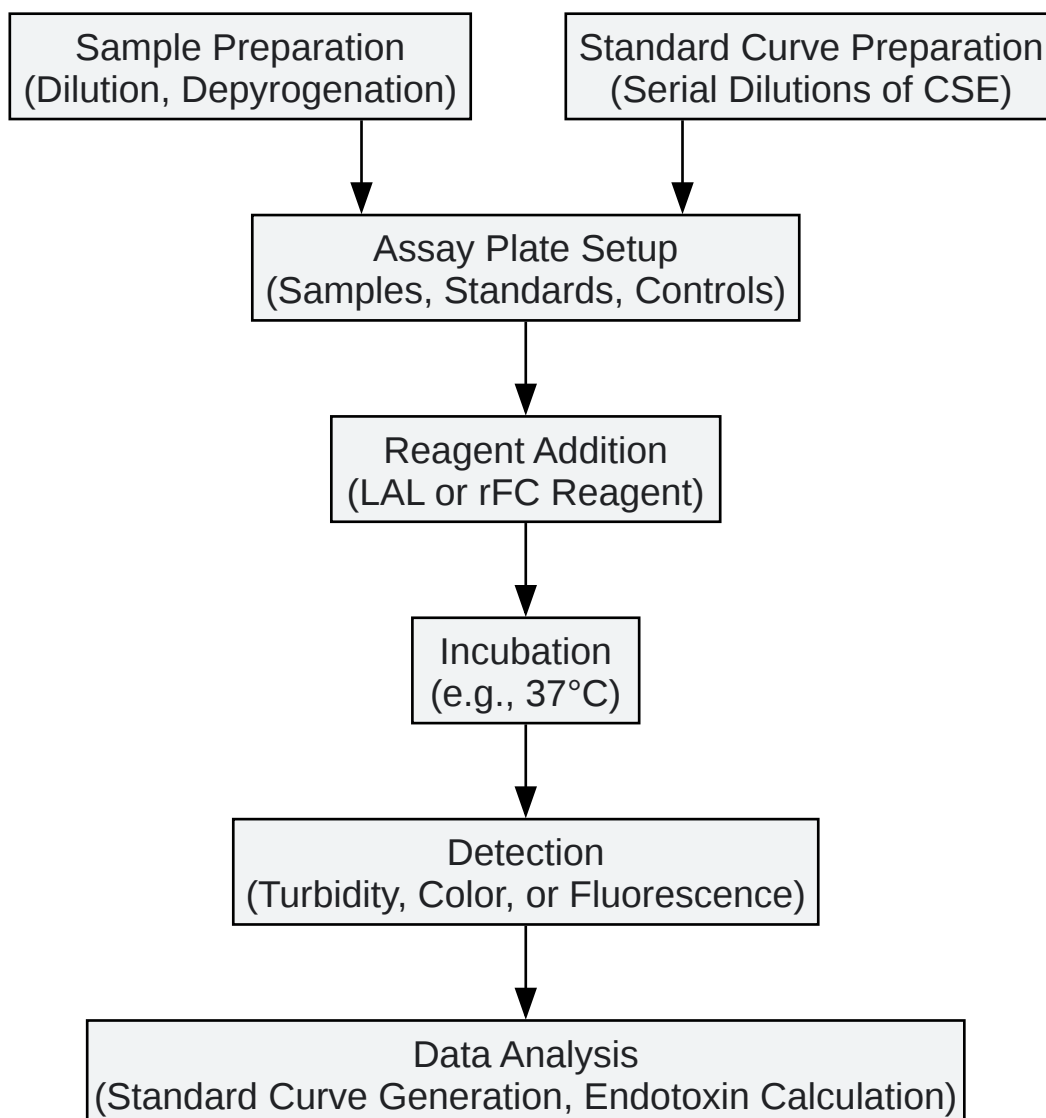 Sample Preparation
(Dilution, Depyrogenation)
Standard Curve Preparation
(Serial Dilutions of CSE)
Assay Plate Setup
(Samples, Standards, Controls)
Reagent Addition
(LAL or rFC Reagent)
Incubation
(e.g., 37°C)
Detection
(Turbidity, Color, or Fluorescence)
Data Analysis
(Standard Curve Generation, Endotoxin Calculation)